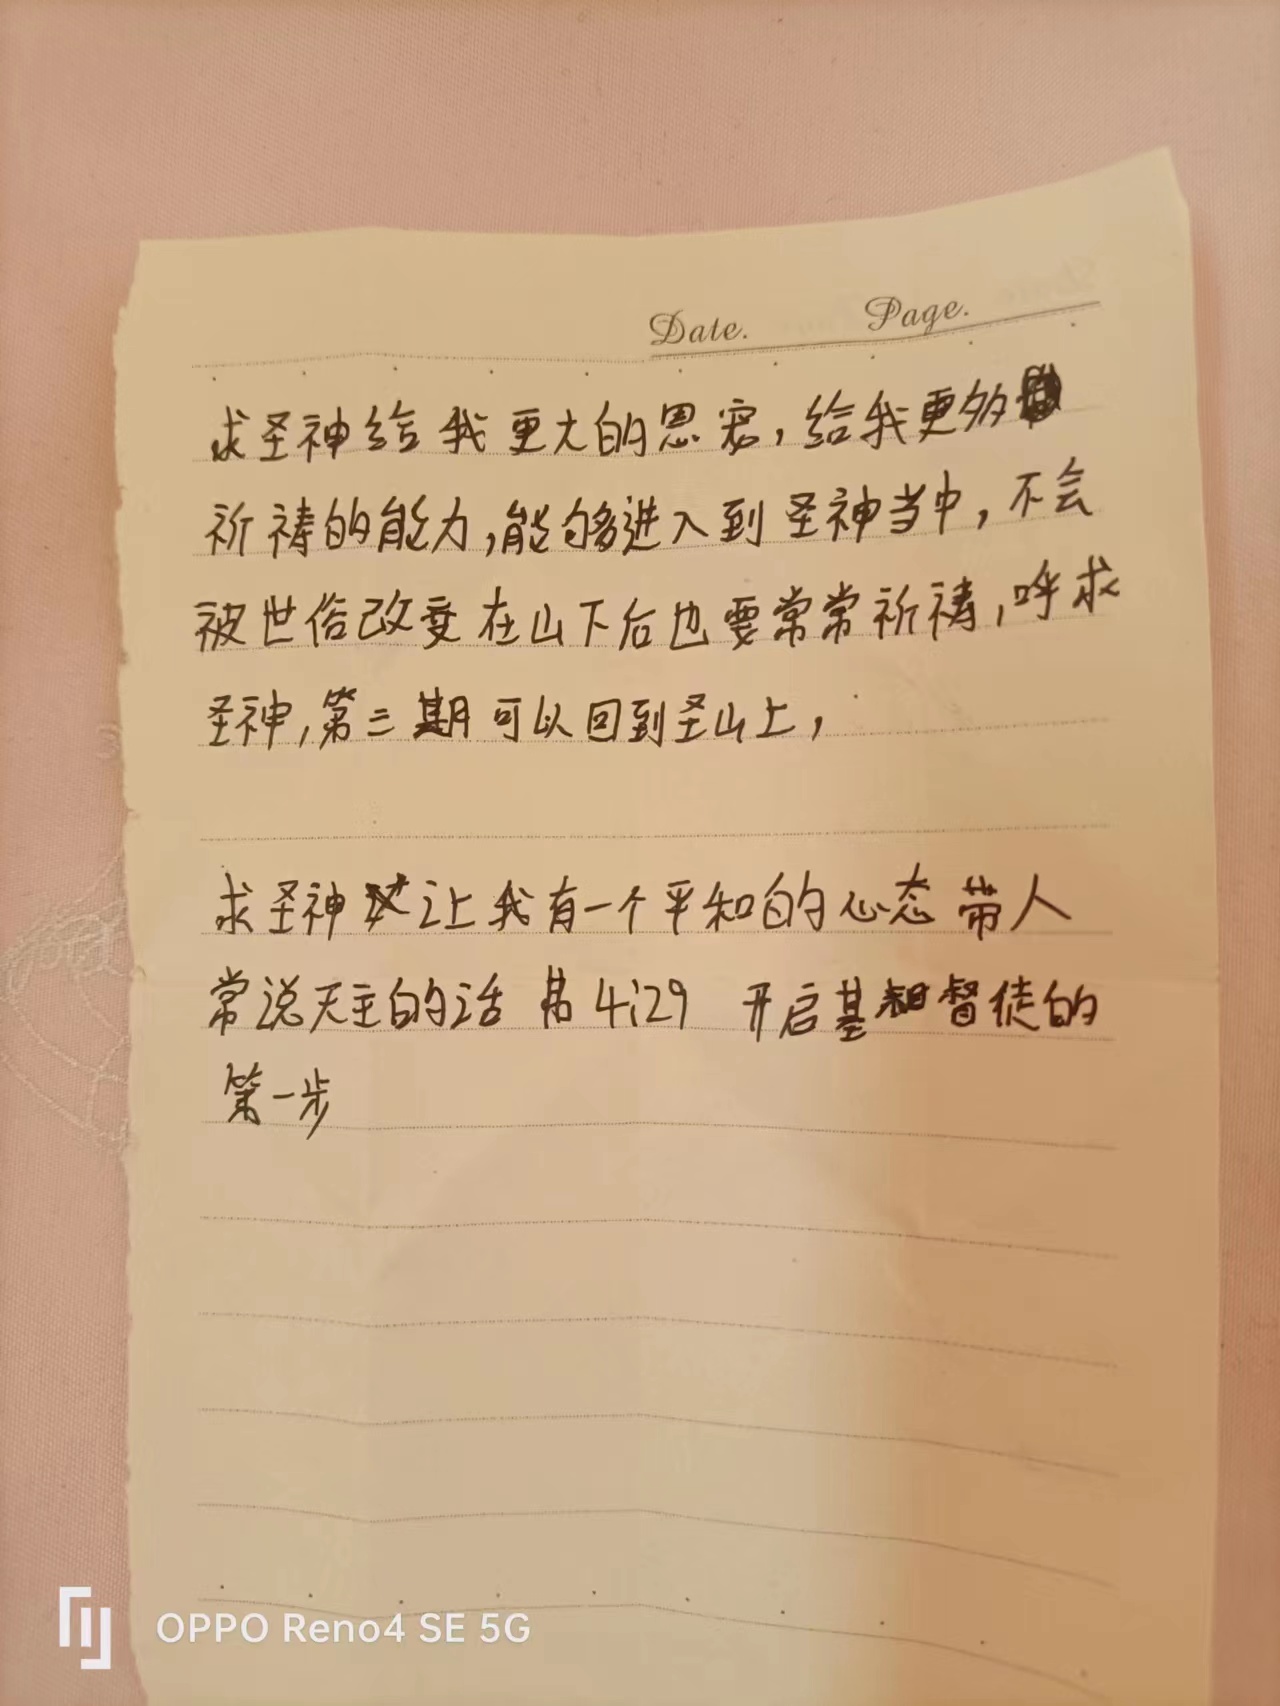 Date. Page.
求圣神给我更大的恩宠,给我更多
祈祷的能力,能够进入到圣神当中,不会
被世俗改变在山下后也要常常祈祷,呼求
圣神,第三期可以回到圣山上,
求圣神让我有一个平和的心态 带人
常说天主的话 弗4:29 开启基督徒的
第一步
OPPO Reno4 SE 5G